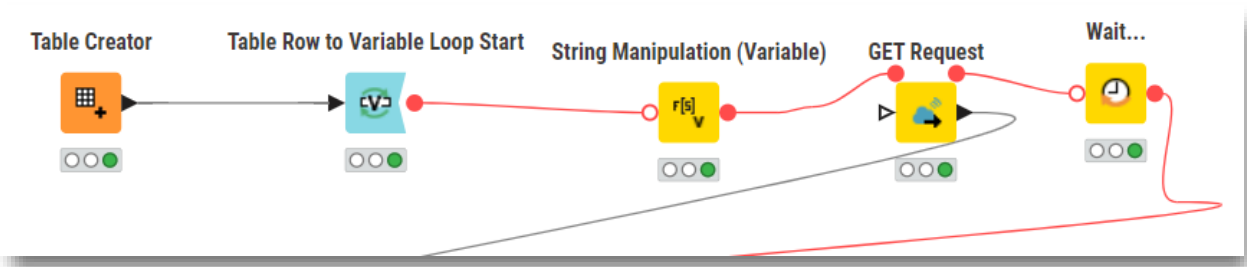 Table Creator
Table Row to Variable Loop Start
String Manipulation (Variable)
GET Request
Wait...
V
F[s]
V